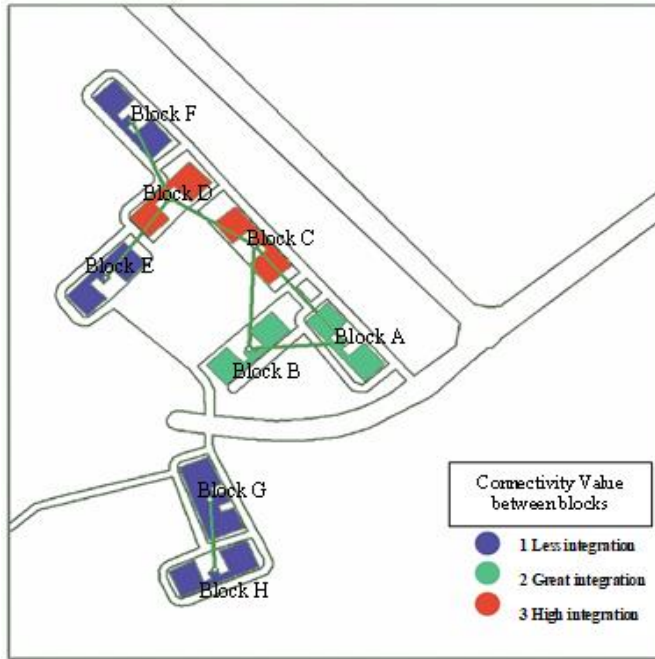 Block F
Block D
Block C
Block E
Block A
Block B
Block G
Block H
Connectivity Value
between blocks
1 Less integration
2 Great integration
3 High integration